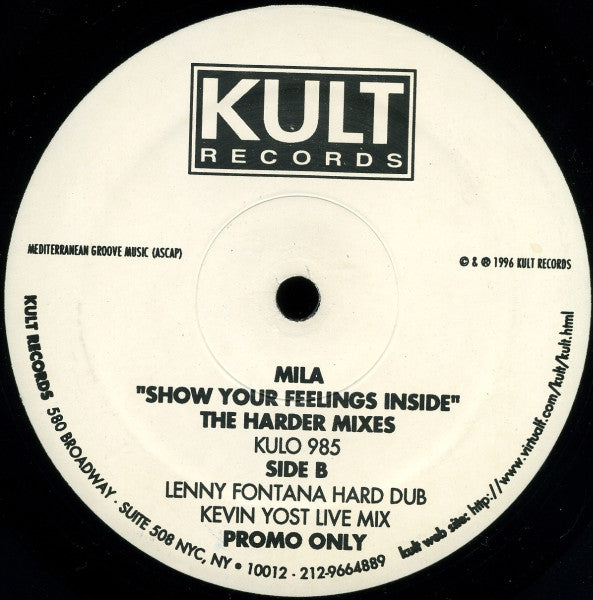 KULT
RECORDS
MEDITERRANEAN GROOVE MUSIC (ASCAP)
© & ℗ 1996 KULT RECORDS
MILA
"SHOW YOUR FEELINGS INSIDE"
THE HARDER MIXES
KULO 985
SIDE B
LENNY FONTANA HARD DUB
KEVIN YOST LIVE MIX
PROMO ONLY
KULT RECORDS 580 BROADWAY · SUITE 508 NYC, NY • 10012 · 212-9664889
kult web site: http://www.virtualf.com/kult/kult.html